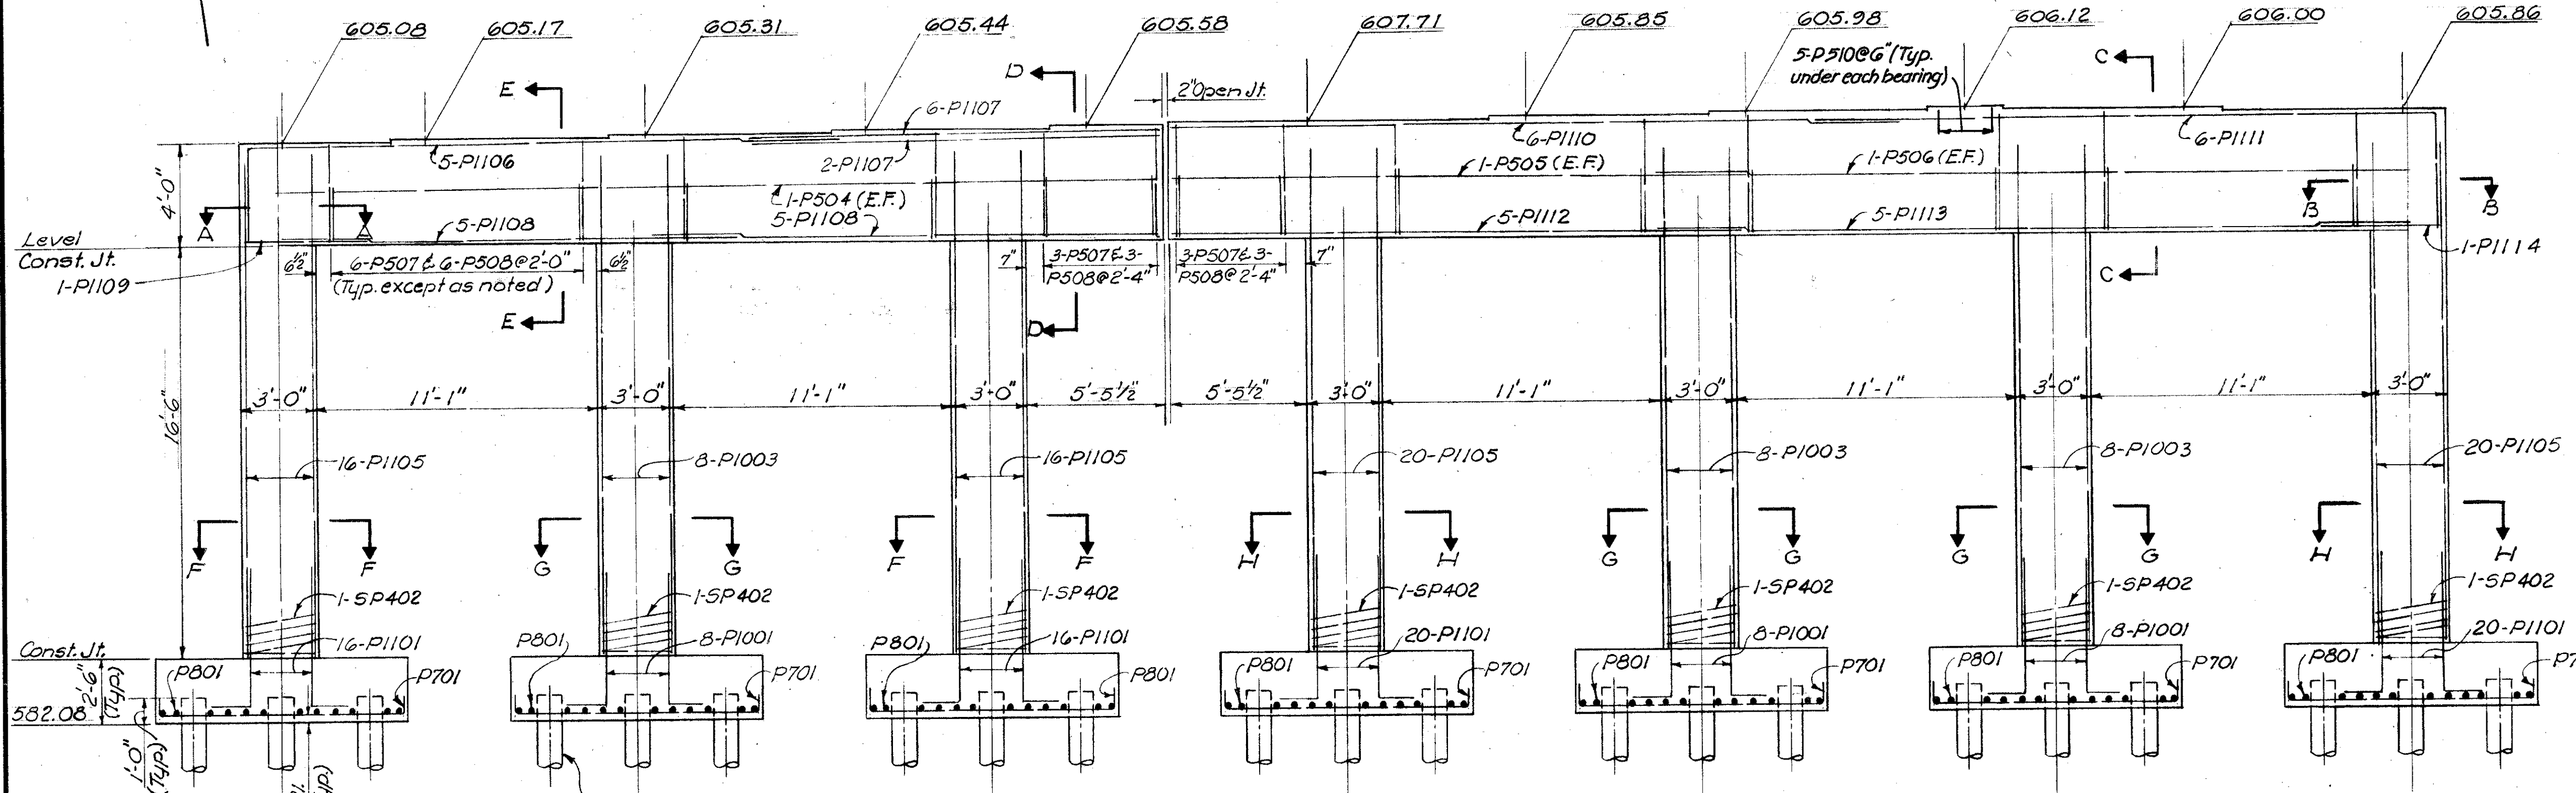 605.08 605.17 605.31 605.44 605.58 607.71 605.85 605.98 606.12 606.00 605.86
5-P510@6" (Typ.
under each bearing)
E D C
2" Open Jt.
6-P1107
5-P1106 2-P1107 6-P1110 6-P1111
1-P505 (E.F.) 1-P506 (E.F.)
4'-0"
1-P504 (E.F.)
A A 5-P1108 5-P1108 5-P1112 5-P1113 B B
Level
Const. Jt.
1-P1109
6½" 6-P507 & 6-P508@2'-0" 6½"
(Typ. except as noted)
7" 3-P507 & 3-
P508@2'-4"
3-P507 & 3-
P508@2'-4" 7"
1-P1114
E D C
16'-6"
3'-0" 11'-1" 3'-0" 11'-1" 3'-0" 5'-5½" 5'-5½" 3'-0" 11'-1" 3'-0" 11'-1" 3'-0" 11'-1" 3'-0"
16-P1105 8-P1003 16-P1105 20-P1105 8-P1003 8-P1003 20-P1105
F F G G F F H H G G G G H H
1-SP402 1-SP402 1-SP402 1-SP402 1-SP402 1-SP402 1-SP402
16-P1101 8-P1001 16-P1101 20-P1101 8-P1001 8-P1001 20-P1101
Const. Jt.
P801 P701 P801 P701 P801 P801 P801 P701 P801 P701 P801 P701 P801 P7
2'-6"
(Typ)
582.08
1'-0"
(Typ)